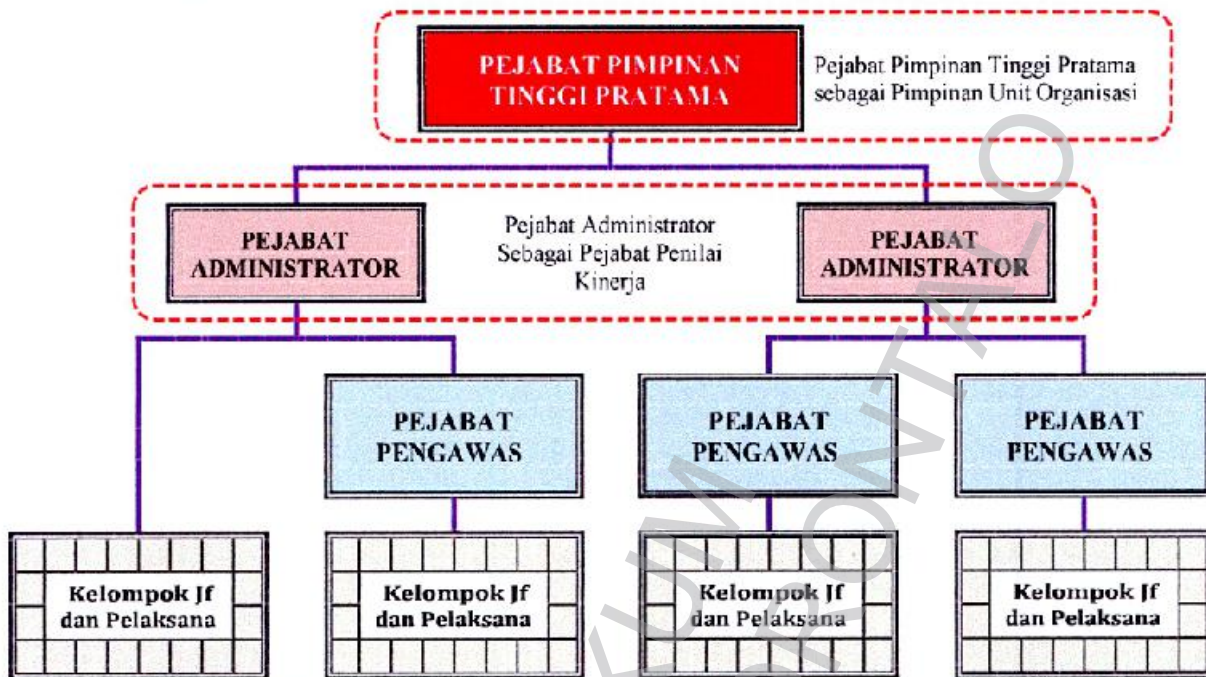 PEJABAT PIMPINAN
TINGGI PRATAMA
Pejabat Pimpinan Tinggi Pratama
sebagai Pimpinan Unit Organisasi
PEJABAT
ADMINISTRATOR
Pejabat Administrator
Sebagai Pejabat Penilai
Kinerja
PEJABAT
ADMINISTRATOR
PEJABAT
PENGAWAS
PEJABAT
PENGAWAS
PEJABAT
PENGAWAS
Kelompok Jf
dan Pelaksana
Kelompok Jf
dan Pelaksana
Kelompok Jf
dan Pelaksana
Kelompok Jf
dan Pelaksana